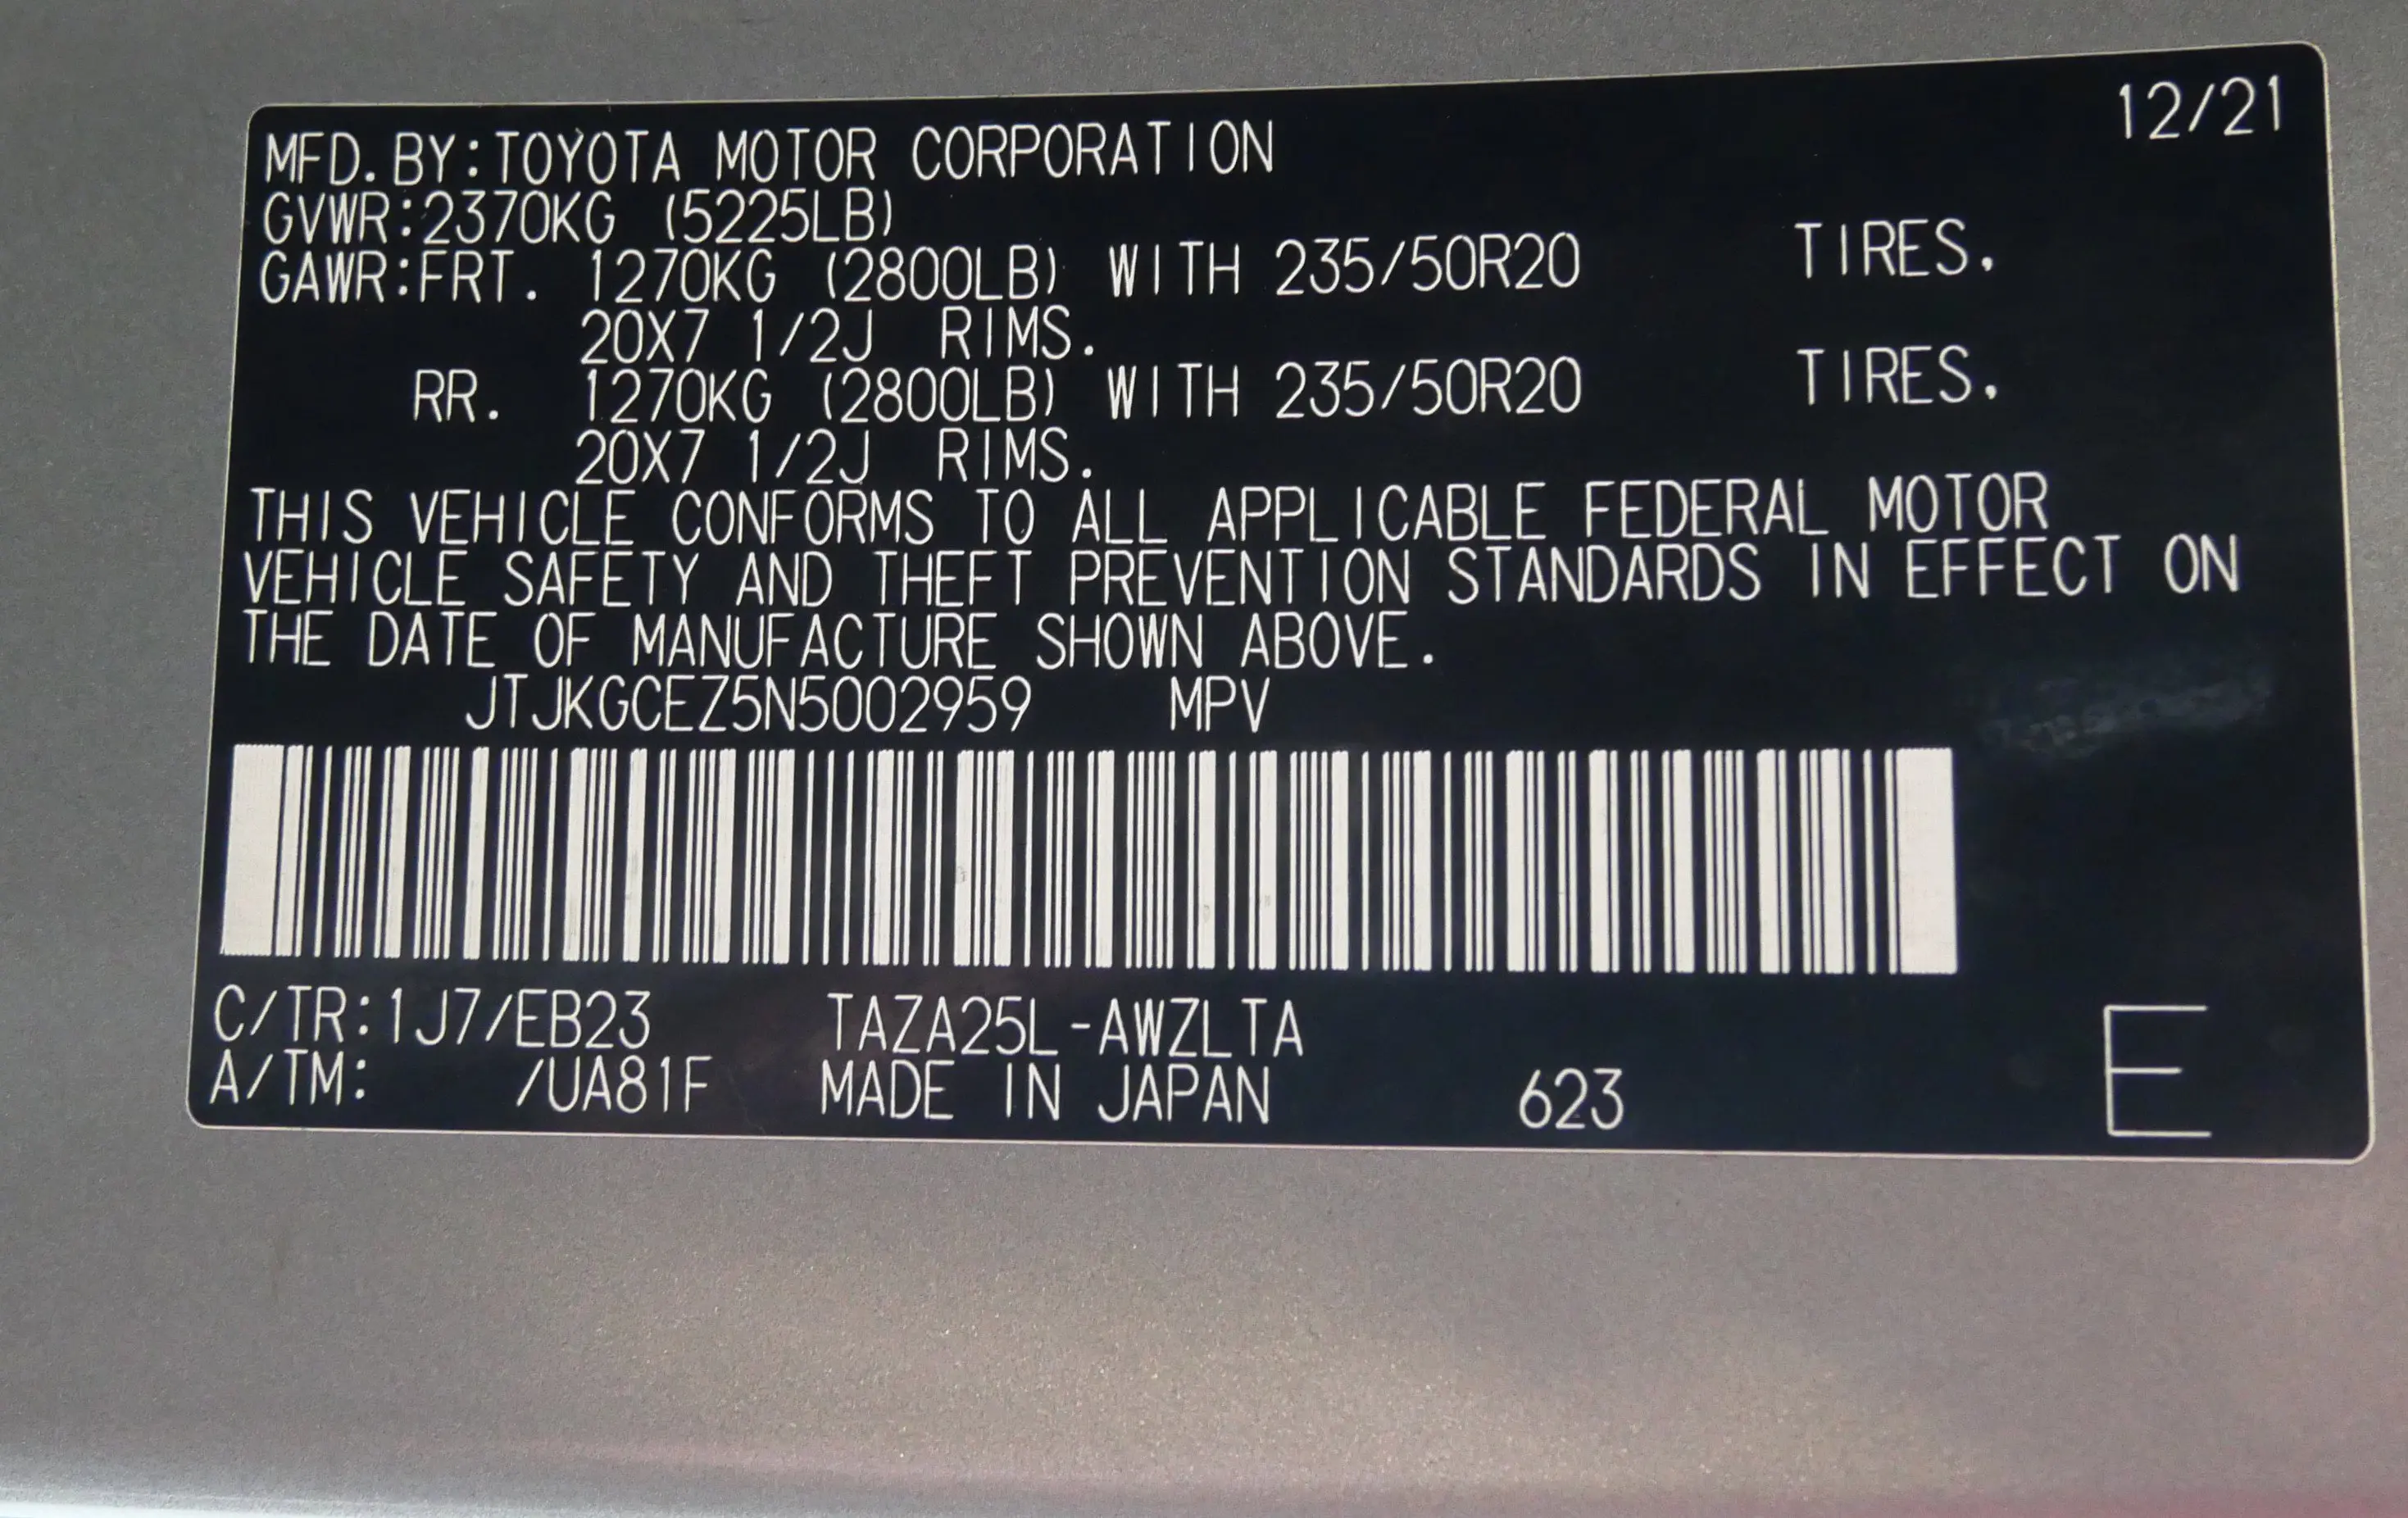 12/21
MFD.BY:TOYOTA MOTOR CORPORATION
GVWR:2370KG (5225LB)
GAWR:FRT. 1270KG (2800LB) WITH 235/50R20 TIRES.
20X7 1/2J RIMS.
RR. 1270KG (2800LB) WITH 235/50R20 TIRES.
20X7 1/2J RIMS.
THIS VEHICLE CONFORMS TO ALL APPLICABLE FEDERAL MOTOR
VEHICLE SAFETY AND THEFT PREVENTION STANDARDS IN EFFECT ON
THE DATE OF MANUFACTURE SHOWN ABOVE.
JTJKGCEZ5N5002959 MPV
C/TR:1J7/EB23 TAZA25L-AWZLTA
A/TM: /UA81F MADE IN JAPAN 623 E